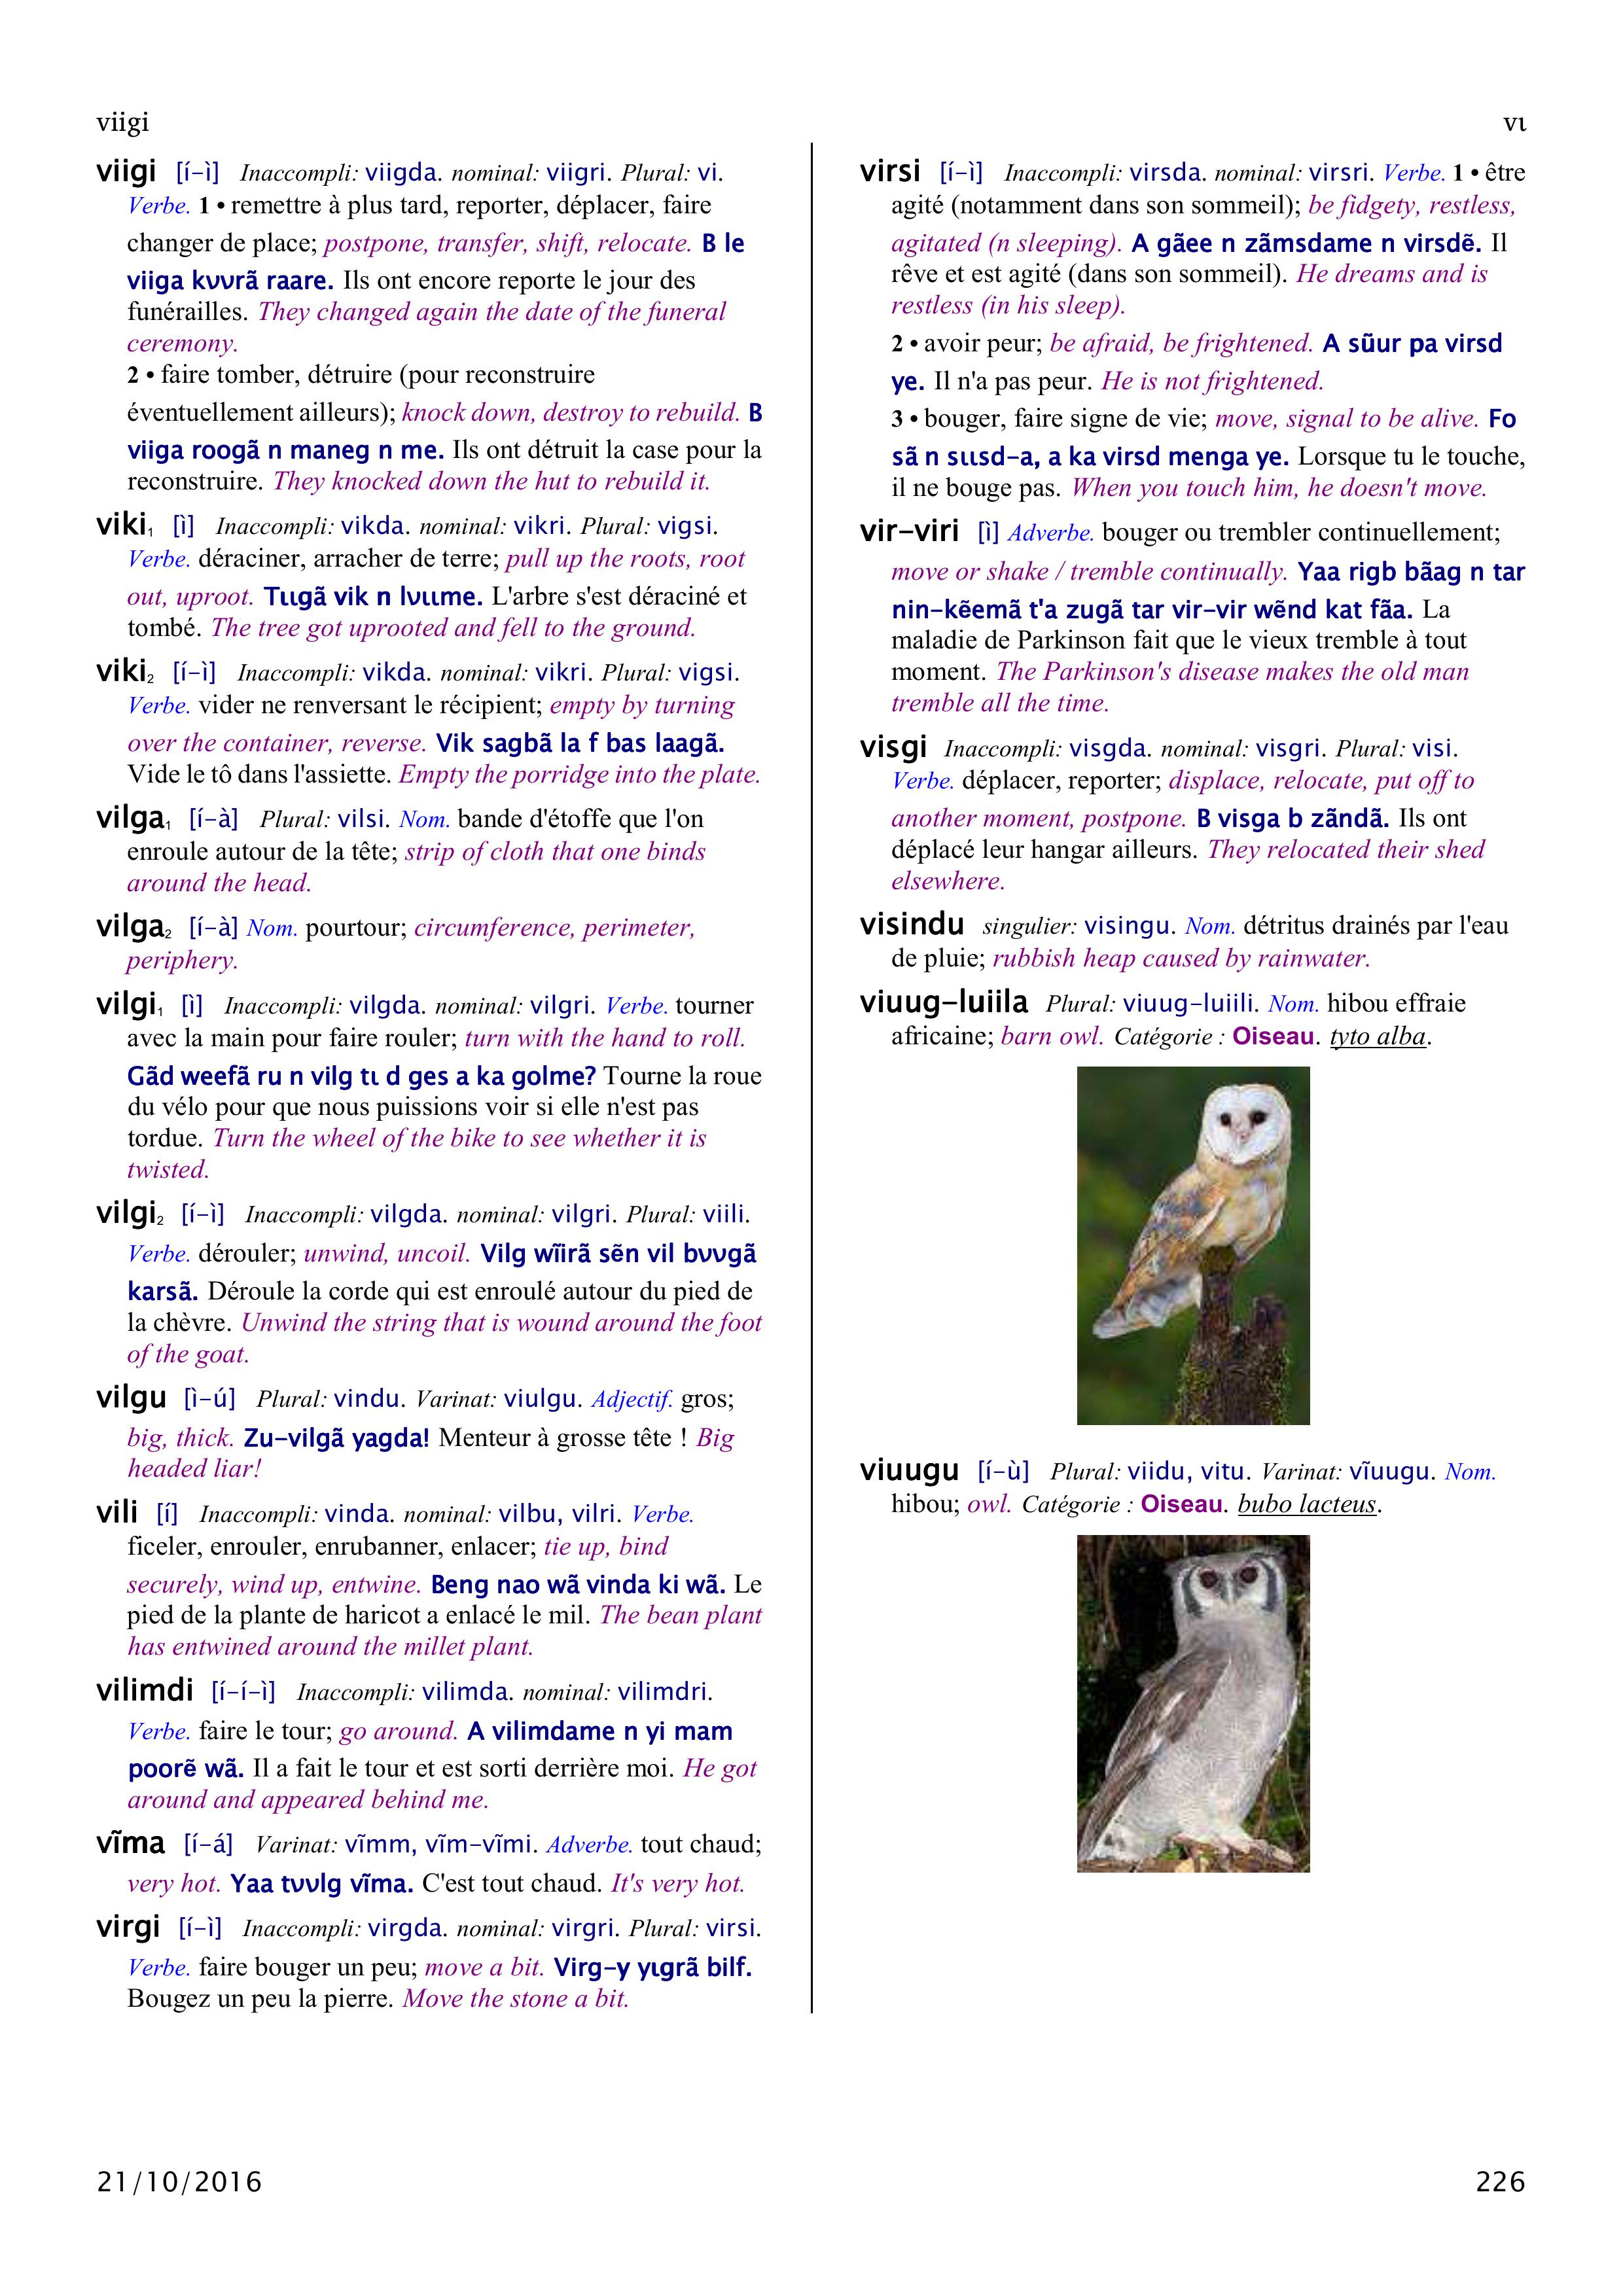 viigi
vɩ
viigi [í–ì] Inaccompli: viigda. nominal: viigri. Plural: vi.
Verbe. 1 • remettre à plus tard, reporter, déplacer, faire
changer de place; postpone, transfer, shift, relocate. B le
viiga kʋʋrã raare. Ils ont encore reporte le jour des
funérailles. They changed again the date of the funeral
ceremony.
2 • faire tomber, détruire (pour reconstruire
éventuellement ailleurs); knock down, destroy to rebuild. B
viiga roogã n maneg n me. Ils ont détruit la case pour la
reconstruire. They knocked down the hut to rebuild it.
viki₁ [ì] Inaccompli: vikda. nominal: vikri. Plural: vigsi.
Verbe. déraciner, arracher de terre; pull up the roots, root
out, uproot. Tɩɩgã vik n lʋɩɩme. L'arbre s'est déraciné et
tombé. The tree got uprooted and fell to the ground.
viki₂ [í–ì] Inaccompli: vikda. nominal: vikri. Plural: vigsi.
Verbe. vider ne renversant le récipient; empty by turning
over the container, reverse. Vik sagbã la f bas laagã.
Vide le tô dans l'assiette. Empty the porridge into the plate.
vilga₁ [í–à] Plural: vilsi. Nom. bande d'étoffe que l'on
enroule autour de la tête; strip of cloth that one binds
around the head.
vilga₂ [í–à] Nom. pourtour; circumference, perimeter,
periphery.
vilgi₁ [ì] Inaccompli: vilgda. nominal: vilgri. Verbe. tourner
avec la main pour faire rouler; turn with the hand to roll.
Gãd weefã ru n vilg tɩ d ges a ka golme? Tourne la roue
du vélo pour que nous puissions voir si elle n'est pas
tordue. Turn the wheel of the bike to see whether it is
twisted.
vilgi₂ [í–ì] Inaccompli: vilgda. nominal: vilgri. Plural: viili.
Verbe. dérouler; unwind, uncoil. Vilg wĩirã sẽn vil bʋʋgã
karsã. Déroule la corde qui est enroulé autour du pied de
la chèvre. Unwind the string that is wound around the foot
of the goat.
vilgu [ì–ú] Plural: vindu. Varinat: viulgu. Adjectif. gros;
big, thick. Zu–vilgã yagda! Menteur à grosse tête ! Big
headed liar!
vili [í] Inaccompli: vinda. nominal: vilbu, vilri. Verbe.
ficeler, enrouler, enrubanner, enlacer; tie up, bind
securely, wind up, entwine. Beng nao wã vinda ki wã. Le
pied de la plante de haricot a enlacé le mil. The bean plant
has entwined around the millet plant.
vilimdi [í–í–ì] Inaccompli: vilimda. nominal: vilimdri.
Verbe. faire le tour; go around. A vilimdame n yi mam
poorẽ wã. Il a fait le tour et est sorti derrière moi. He got
around and appeared behind me.
vĩma [í–á] Varinat: vĩmm, vĩm–vĩmi. Adverbe. tout chaud;
very hot. Yaa tʋʋlg vĩma. C'est tout chaud. It's very hot.
virgi [í–ì] Inaccompli: virgda. nominal: virgri. Plural: virsi.
Verbe. faire bouger un peu; move a bit. Virg–y yɩgrã bilf.
Bougez un peu la pierre. Move the stone a bit.
virsi [í–ì] Inaccompli: virsda. nominal: virsri. Verbe. 1 • être
agité (notamment dans son sommeil); be fidgety, restless,
agitated (n sleeping). A gãee n zãmsdame n virsdẽ. Il
rêve et est agité (dans son sommeil). He dreams and is
restless (in his sleep).
2 • avoir peur; be afraid, be frightened. A sũur pa virsd
ye. Il n'a pas peur. He is not frightened.
3 • bouger, faire signe de vie; move, signal to be alive. Fo
sã n sɩɩsd–a, a ka virsd menga ye. Lorsque tu le touche,
il ne bouge pas. When you touch him, he doesn't move.
vir–viri [ì] Adverbe. bouger ou trembler continuellement;
move or shake / tremble continually. Yaa rigb bãag n tar
nin–kẽemã t'a zugã tar vir–vir wẽnd kat fãa. La
maladie de Parkinson fait que le vieux tremble à tout
moment. The Parkinson's disease makes the old man
tremble all the time.
visgi Inaccompli: visgda. nominal: visgri. Plural: visi.
Verbe. déplacer, reporter; displace, relocate, put off to
another moment, postpone. B visga b zãndã. Ils ont
déplacé leur hangar ailleurs. They relocated their shed
elsewhere.
visindu singulier: visingu. Nom. détritus drainés par l'eau
de pluie; rubbish heap caused by rainwater.
viuug–luiila Plural: viuug–luiili. Nom. hibou effraie
africaine; barn owl. Catégorie : Oiseau. tyto alba.
viuugu [í–ù] Plural: viidu, vitu. Varinat: vĩuugu. Nom.
hibou; owl. Catégorie : Oiseau. bubo lacteus.
21/10/2016
226